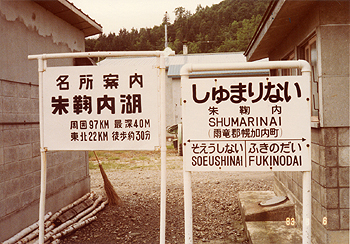 名所案内
朱鞠内湖
周囲97KM 最深40M
東北22KM 徒歩約30分
しゅまりない
SHUMARINAI
朱鞠内
(雨竜郡幌加内町)
そえうしない ふきのだい
SOEUSHINAI FUKINODAI
83 8